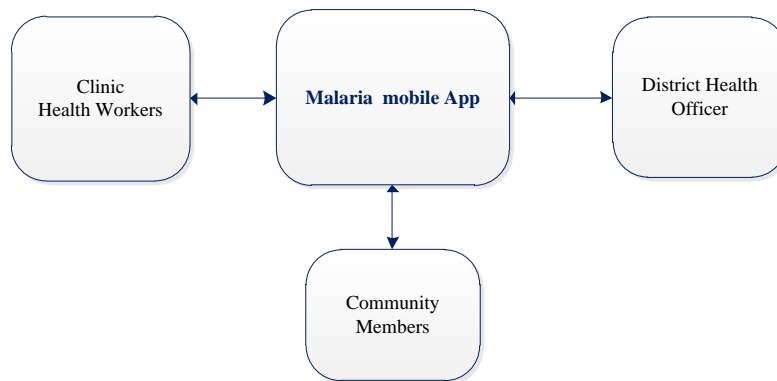 Clinic
Health Workers
Malaria mobile App
District Health
Officer
Community
Members